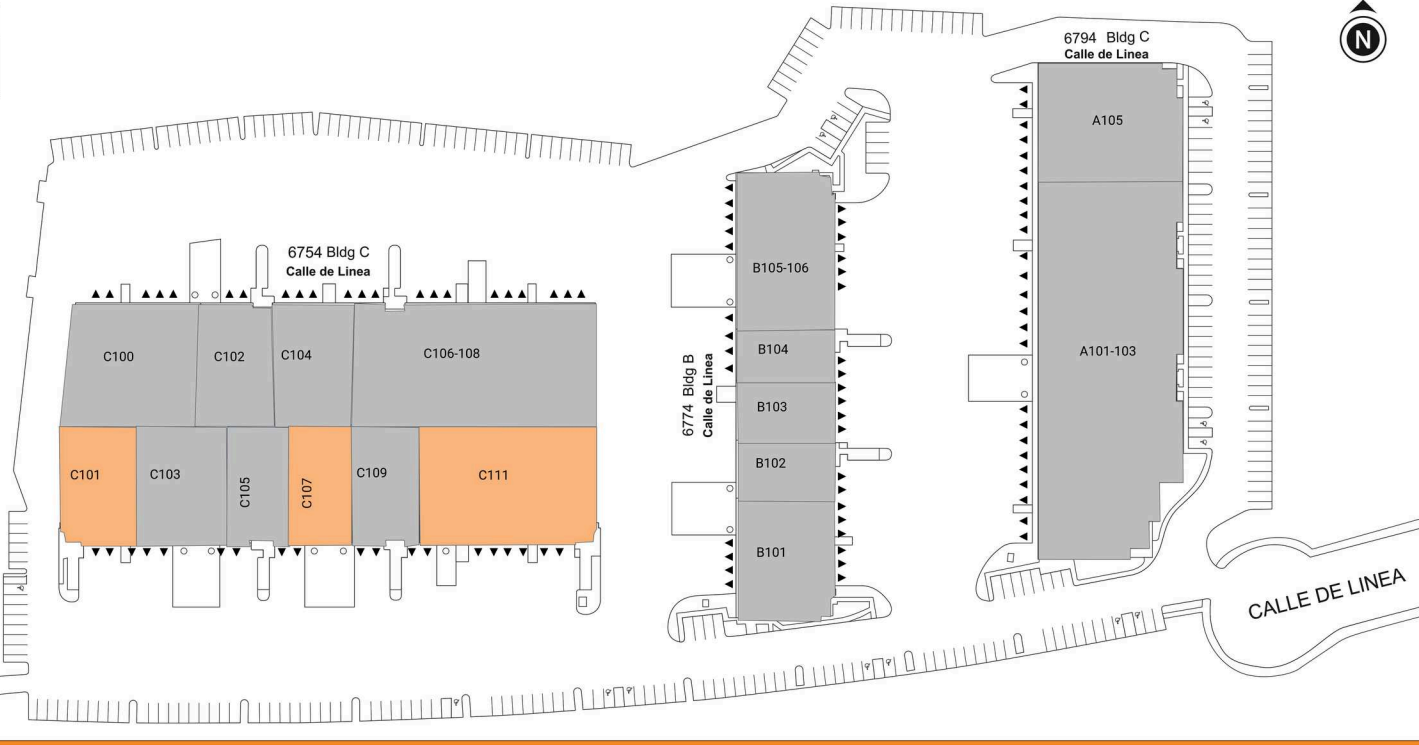 N
6794 Bldg C
Calle de Linea
A105
A101-103
6754 Bldg C
Calle de Linea
C100
C102
C104
C106-108
C101
C103
C105
C107
C109
C111
6774 Bldg B
Calle de Linea
B105-106
B104
B103
B102
B101
CALLE DE LINEA